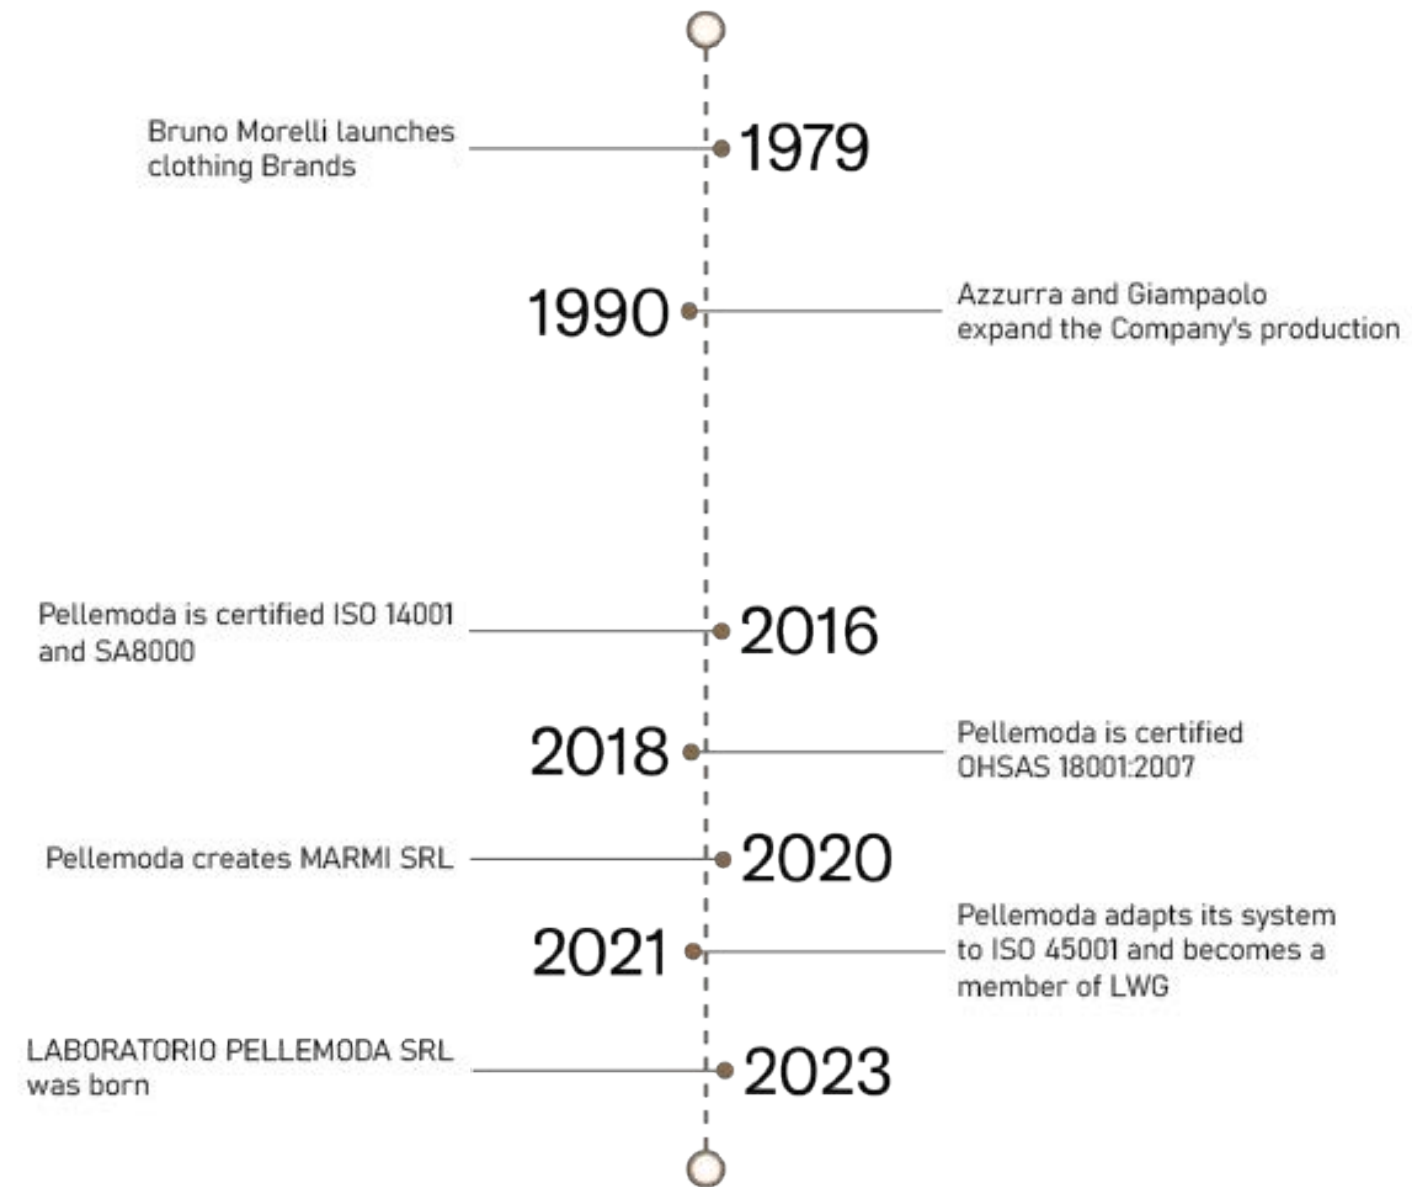 Bruno Morelli launches
clothing Brands
1979
1990
Azzurra and Giampaolo
expand the Company's production
Pellemoda is certified ISO 14001
and SA8000
2016
2018
Pellemoda is certified
OHSAS 18001:2007
Pellemoda creates MARMI SRL
2020
2021
Pellemoda adapts its system
to ISO 45001 and becomes a
member of LWG
LABORATORIO PELLEMODA SRL
was born
2023